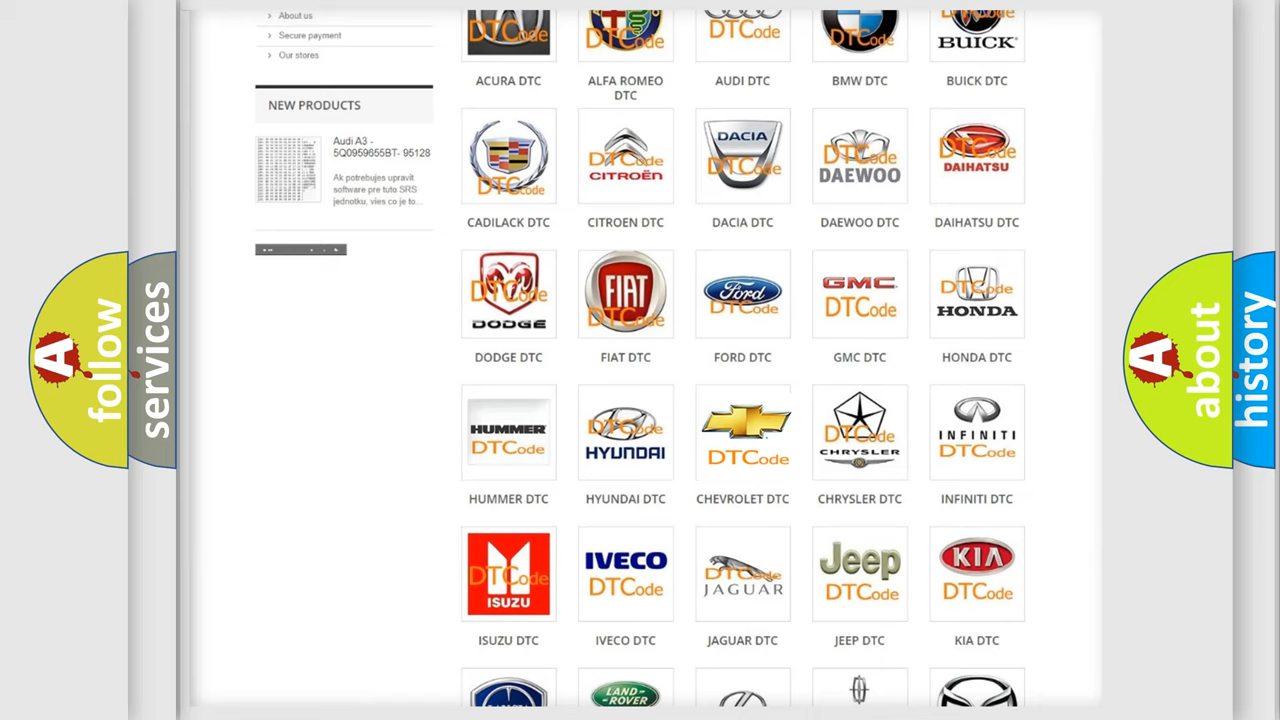 About us
Secure payment
Our stores
NEW PRODUCTS
Audi A3 -
5Q0959655BT- 95128
Ak potrebujes upravit
software pre tuto SRS
jednotku, vies co je to...
DTCode
DTCode
DTCode
DTCode
BUICK
ACURA DTC
ALFA ROMEO
DTC
AUDI DTC
BMW DTC
BUICK DTC
DTCode
DTCode
CITROËN
DACIA
DTCode
DTCode
DAEWOO
DTCode
DAIHATSU
CADILACK DTC
CITROEN DTC
DACIA DTC
DAEWOO DTC
DAIHATSU DTC
DTCode
DODGE
FIAT
DTCode
Ford
DTCode
GMC
DTCode
DTCode
HONDA
DODGE DTC
FIAT DTC
FORD DTC
GMC DTC
HONDA DTC
HUMMER
DTCode
DTCode
HYUNDAI
DTCode
DTCode
CHRYSLER
INFINITI
DTCode
HUMMER DTC
HYUNDAI DTC
CHEVROLET DTC
CHRYSLER DTC
INFINITI DTC
DTCode
ISUZU
IVECO
DTCode
DTCode
JAGUAR
Jeep
DTCode
KIA
DTCode
ISUZU DTC
IVECO DTC
JAGUAR DTC
JEEP DTC
KIA DTC
LAND-
ROVER
A
follow
services
A
about
history